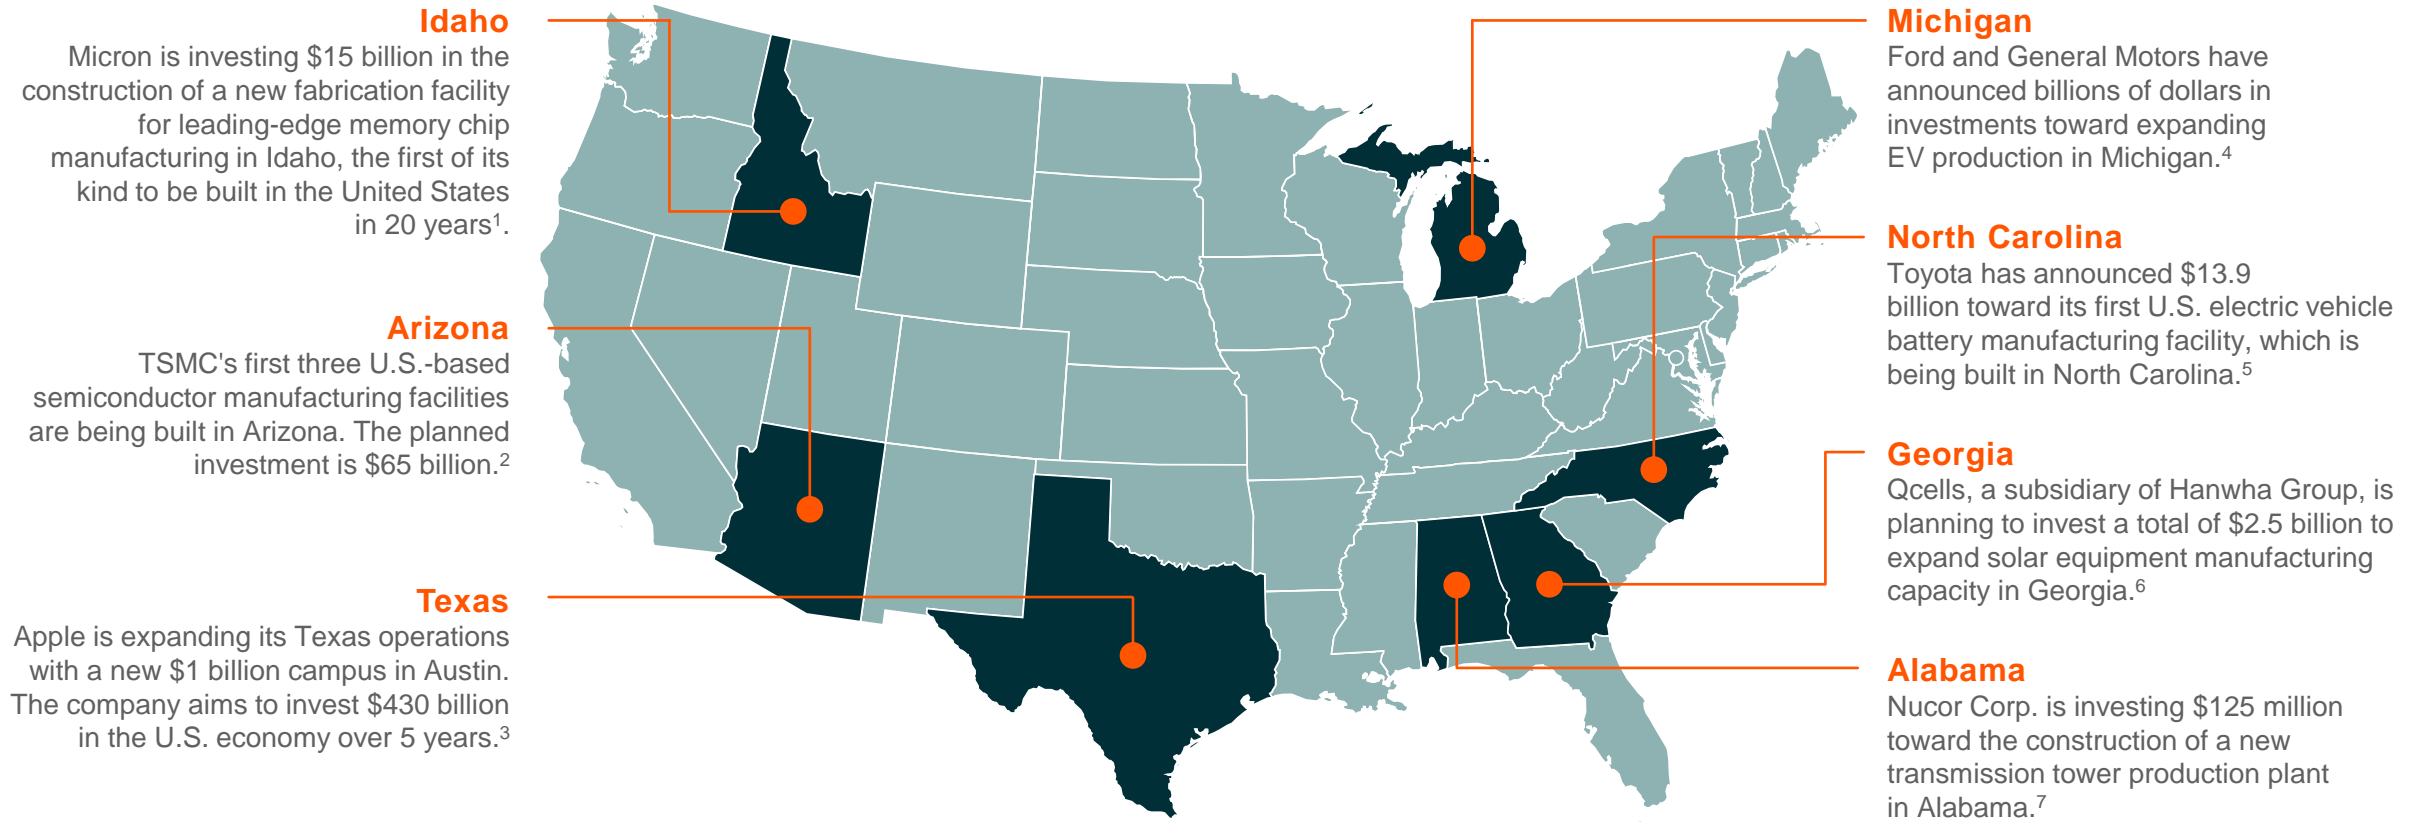 Idaho
Micron is investing $15 billion in the
construction of a new fabrication facility
for leading-edge memory chip
manufacturing in Idaho, the first of its
kind to be built in the United States
in 20 years¹.
Arizona
TSMC's first three U.S.-based
semiconductor manufacturing facilities
are being built in Arizona. The planned
investment is $65 billion.²
Texas
Apple is expanding its Texas operations
with a new $1 billion campus in Austin.
The company aims to invest $430 billion
in the U.S. economy over 5 years.³
Michigan
Ford and General Motors have
announced billions of dollars in
investments toward expanding
EV production in Michigan.⁴
North Carolina
Toyota has announced $13.9
billion toward its first U.S. electric vehicle
battery manufacturing facility, which is
being built in North Carolina.⁵
Georgia
Qcells, a subsidiary of Hanwha Group, is
planning to invest a total of $2.5 billion to
expand solar equipment manufacturing
capacity in Georgia.⁶
Alabama
Nucor Corp. is investing $125 million
toward the construction of a new
transmission tower production plant
in Alabama.⁷